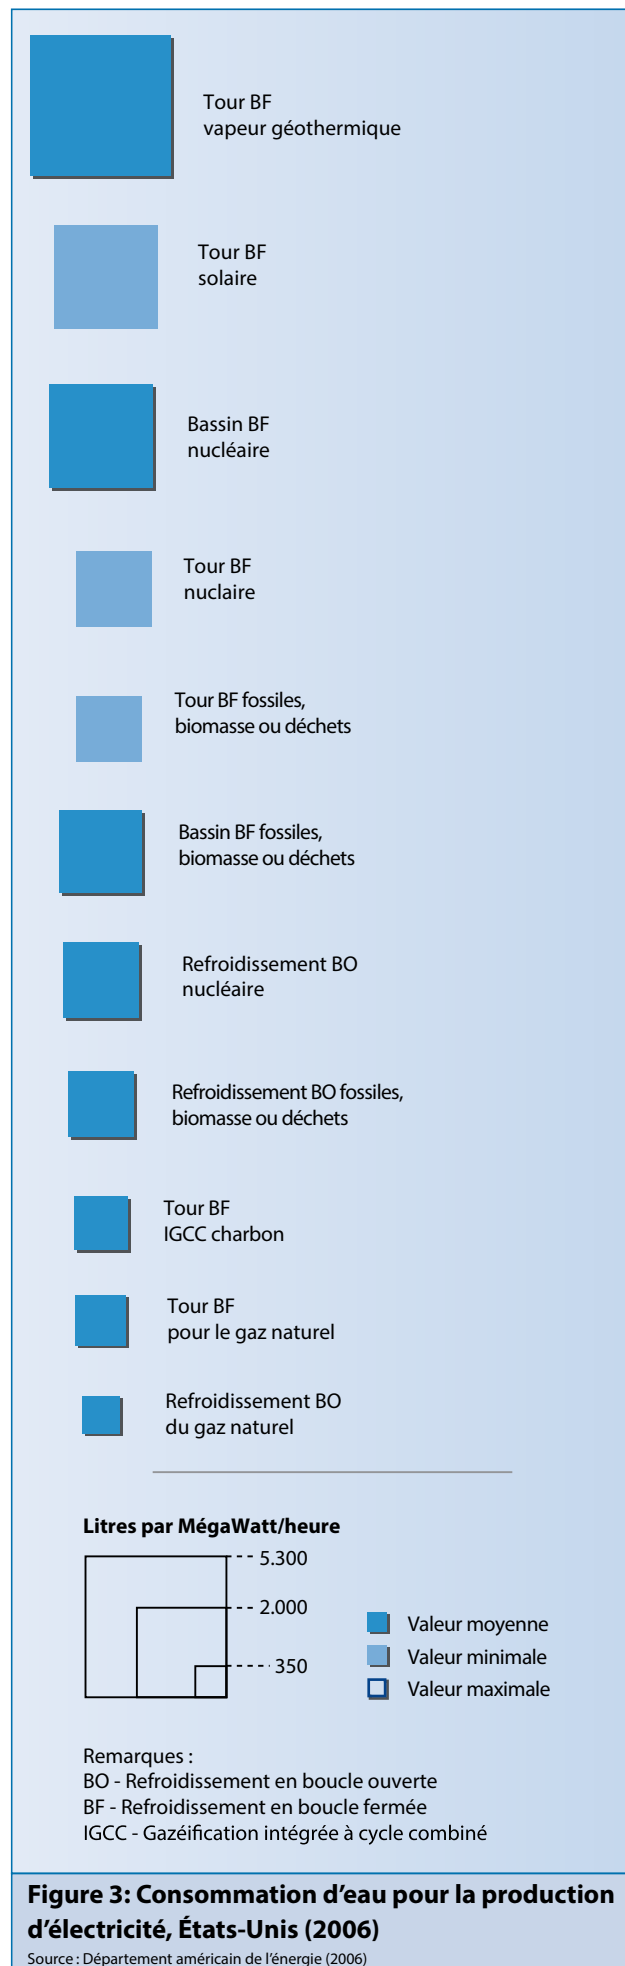 Tour BF
vapeur géothermique
Tour BF
solaire
Bassin BF
nucléaire
Tour BF
nuclaire
Tour BF fossiles,
biomasse ou déchets
Bassin BF fossiles,
biomasse ou déchets
Refroidissement BO
nucléaire
Refroidissement BO fossiles,
biomasse ou déchets
Tour BF
IGCC charbon
Tour BF
pour le gaz naturel
Refroidissement BO
du gaz naturel
Litres par MégaWatt/heure
5.300
2.000
350
Valeur moyenne
Valeur minimale
Valeur maximale
Remarques :
BO - Refroidissement en boucle ouverte
BF - Refroidissement en boucle fermée
IGCC - Gazéification intégrée à cycle combiné
Figure 3: Consommation d'eau pour la production
d'électricité, États-Unis (2006)
Source : Département américain de l'énergie (2006)